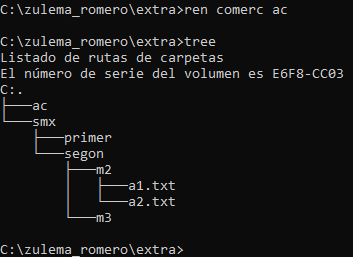 C:\zulema_romero\extra>ren comerc ac
C:\zulema_romero\extra>tree
Listado de rutas de carpetas
El número de serie del volumen es E6F8-CC03
C:.
├───ac
└───smx
    ├───primer
    └───segon
        ├───m2
        │   ├───a1.txt
        │   └───a2.txt
        └───m3
C:\zulema_romero\extra>